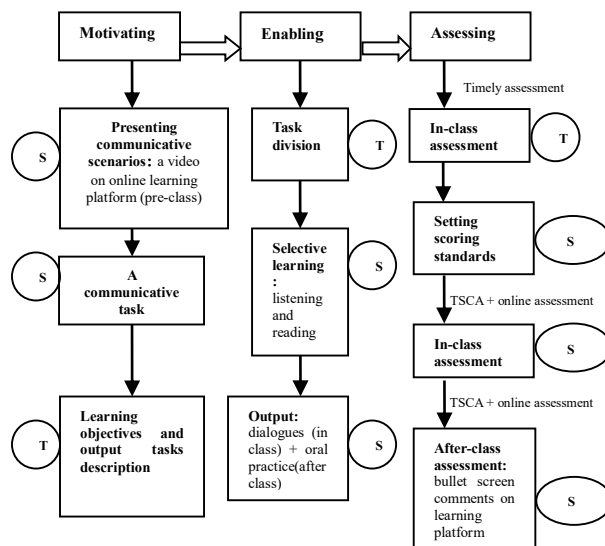 Motivating
Enabling
Assessing
Presenting
communicative
scenarios: a video
on online learning
platform (pre-class)
S
A
communicative
task
S
Learning
objectives and
output tasks
description
T
Task
division
T
Selective
learning
:
listening
and
reading
S
Output:
dialogues (in
class) + oral
practice(after
class)
S
Timely assessment
In-class
assessment
T
Setting
scoring
standards
S
TSCA + online assessment
In-class
assessment
S
TSCA + online assessment
After-class
assessment:
bullet screen
comments on
learning
platform
S